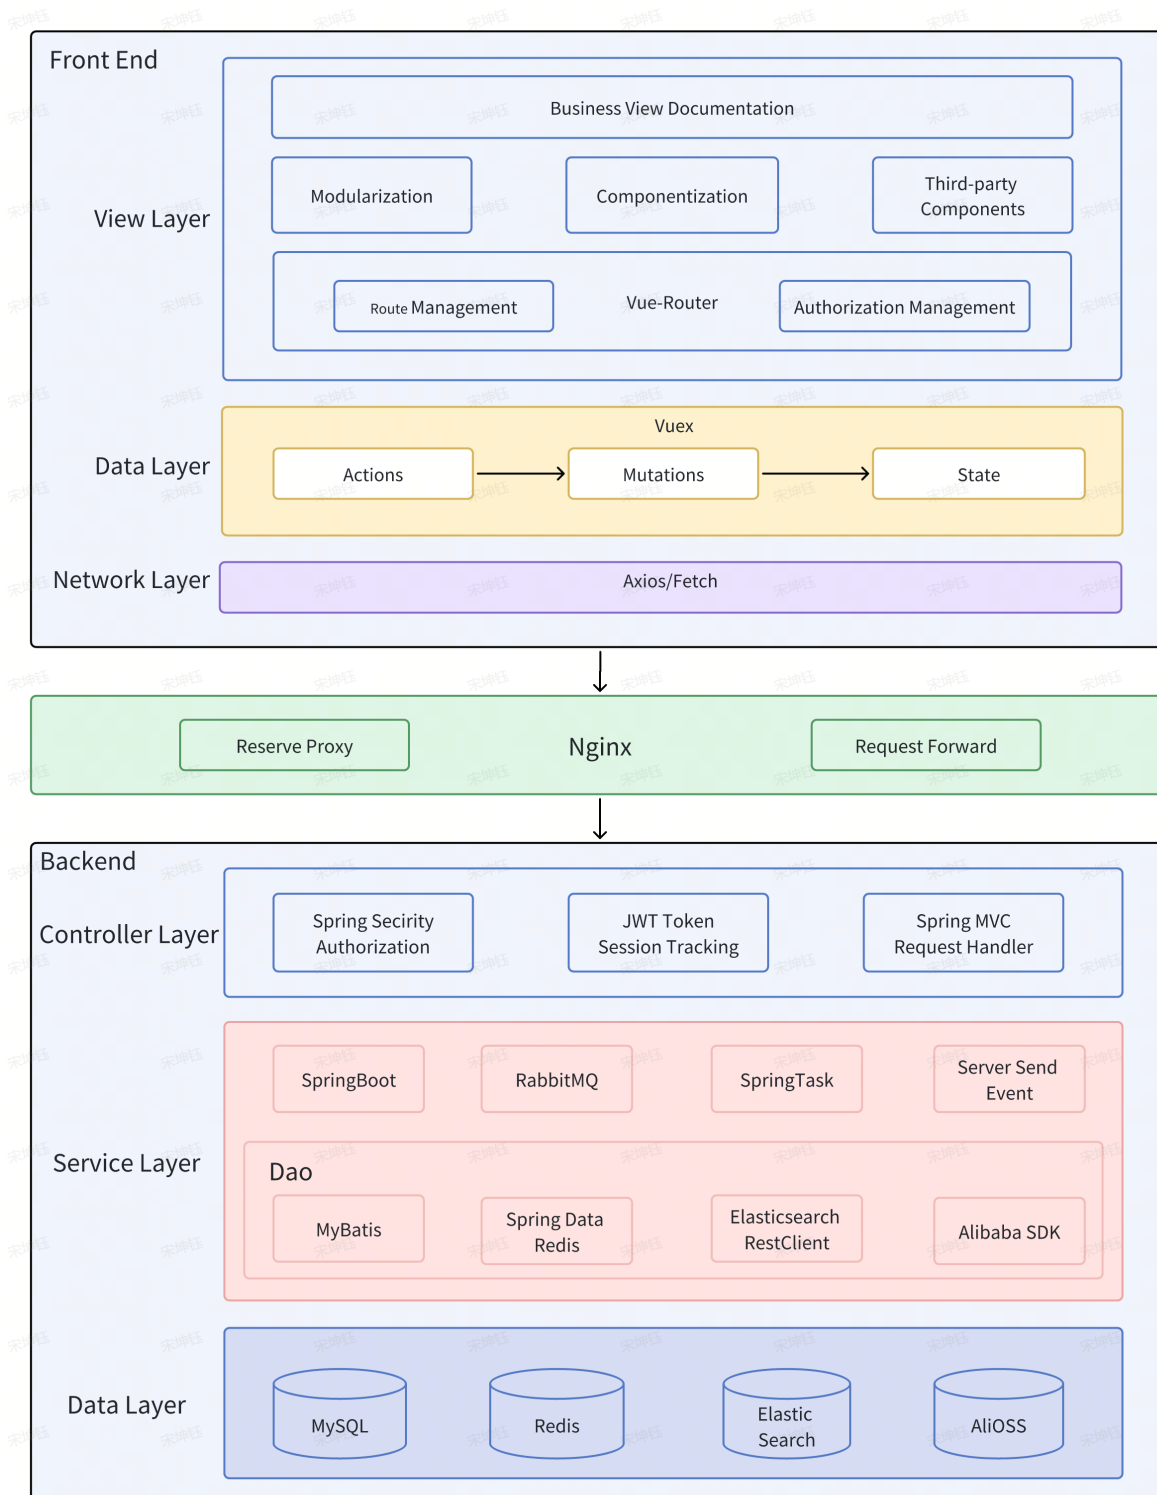 Front End
Business View Documentation
Modularization
Componentization
Third-party
Components
View Layer
Route Management
Vue-Router
Authorization Management
Vuex
Data Layer
Actions
Mutations
State
Network Layer
Axios/Fetch
Reserve Proxy
Nginx
Request Forward
Backend
Controller Layer
Spring Secirity
Authorization
JWT Token
Session Tracking
Spring MVC
Request Handler
SpringBoot
RabbitMQ
SpringTask
Server Send
Event
Service Layer
Dao
MyBatis
Spring Data
Redis
Elasticsearch
RestClient
Alibaba SDK
Data Layer
MySQL
Redis
Elastic
Search
AliOSS
宋坤钰